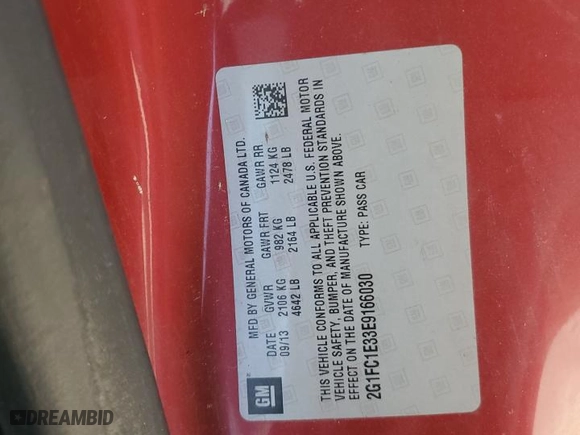 GM
MFD BY GENERAL MOTORS OF CANADA LTD.
DATE GVWR GAWR FRT GAWR RR
09/13 2106 KG 982 KG 1124 KG
4642 LB 2164 LB 2478 LB
THIS VEHICLE CONFORMS TO ALL APPLICABLE U.S. FEDERAL MOTOR
VEHICLE SAFETY, BUMPER, AND THEFT PREVENTION STANDARDS IN
EFFECT ON THE DATE OF MANUFACTURE SHOWN ABOVE.
2G1FC1E33E9166030 TYPE: PASS CAR
DREAMBID